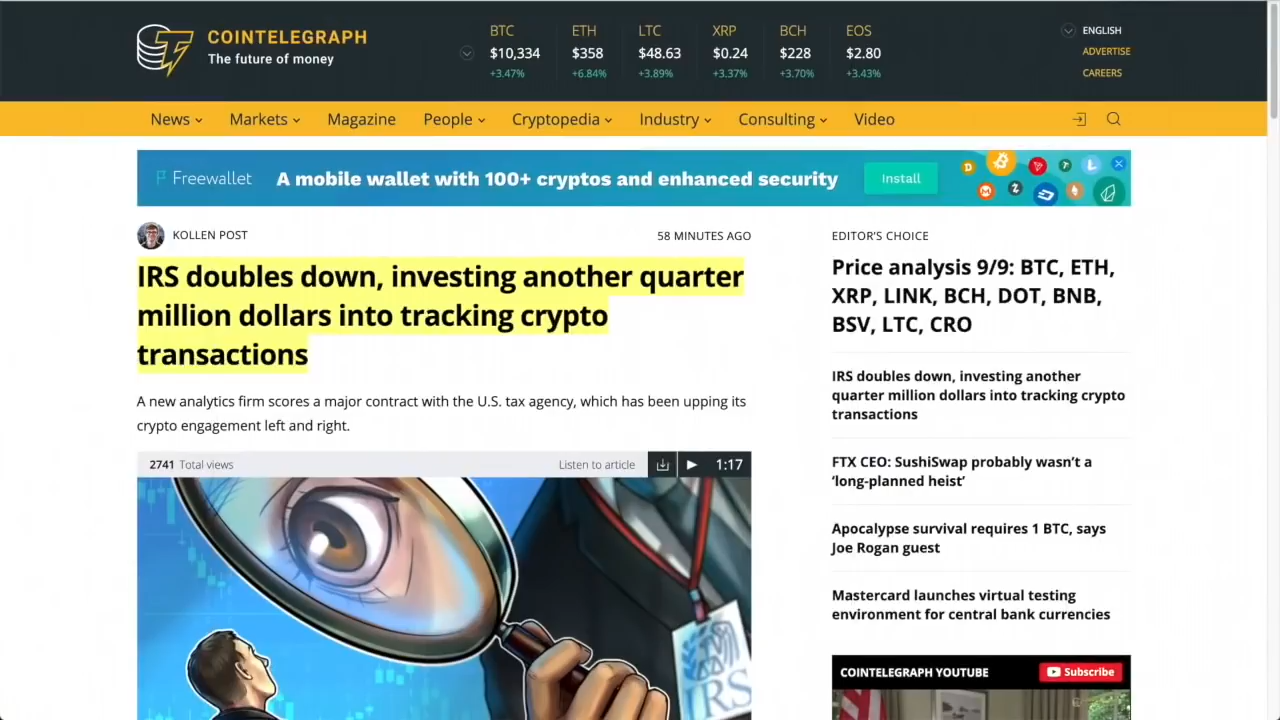 COINTELEGRAPH
The future of money
BTC
$10,334
+3.47%
ETH
$358
+6.84%
LTC
$48.63
+3.89%
XRP
$0.24
+3.37%
BCH
$228
+3.70%
EOS
$2.80
+3.43%
ENGLISH
ADVERTISE
CAREERS
News
Markets
Magazine
People
Cryptopedia
Industry
Consulting
Video
Freewallet
A mobile wallet with 100+ cryptos and enhanced security
Install
KOLLEN POST
58 MINUTES AGO
IRS doubles down, investing another quarter
million dollars into tracking crypto
transactions
A new analytics firm scores a major contract with the U.S. tax agency, which has been upping its
crypto engagement left and right.
2741 Total views
Listen to article
1:17
IRS
EDITOR'S CHOICE
Price analysis 9/9: BTC, ETH,
XRP, LINK, BCH, DOT, BNB,
BSV, LTC, CRO
IRS doubles down, investing another
quarter million dollars into tracking crypto
transactions
FTX CEO: SushiSwap probably wasn't a
‘long-planned heist’
Apocalypse survival requires 1 BTC, says
Joe Rogan guest
Mastercard launches virtual testing
environment for central bank currencies
COINTELEGRAPH YOUTUBE
Subscribe